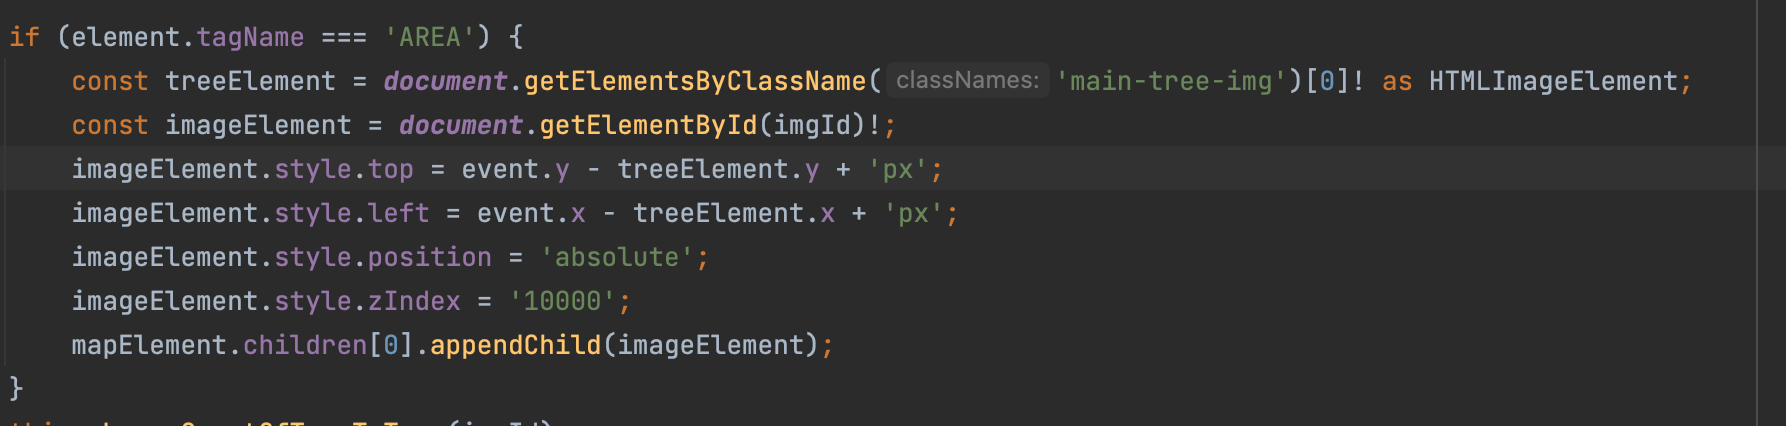 if (element.tagName === 'AREA') {
const treeElement = document.getElementsByClassName( classNames: 'main-tree-img')[0]! as HTMLImageElement;
const imageElement = document.getElementById(imgId)!;
imageElement.style.top = event.y - treeElement.y + 'px';
imageElement.style.left = event.x - treeElement.x + 'px';
imageElement.style.position = 'absolute';
imageElement.style.zIndex = '10000';
mapElement.children[0].appendChild(imageElement);
}